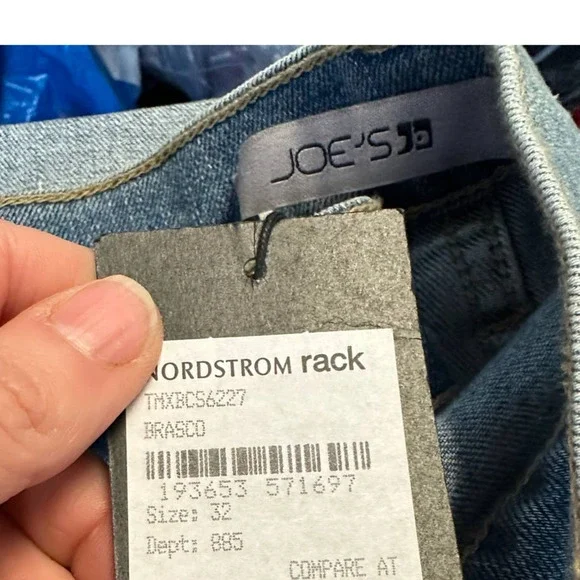 JOE'S
NORDSTROM rack
TMXBCS6227
BRASCO
193653 571697
Size: 32
Dept: 885
COMPARE AT